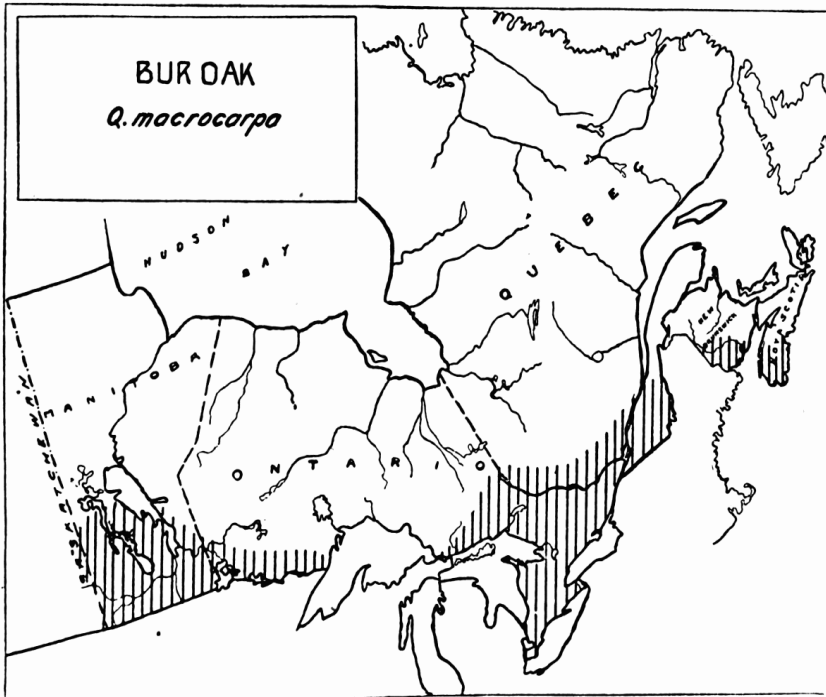 BUR OAK
Q. macrocarpa
HUDSON
BAY
QUEBEC
NEW
BRUNSWICK
NOVA SCOTIA
MANITOBA
SASKATCHEWAN
ONTARIO